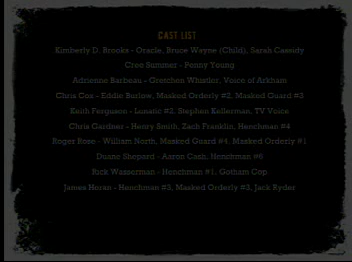 CAST LIST
Kimberly D. Brooks - Oracle, Bruce Wayne (Child), Sarah Cassidy
Cree Summer - Penny Young
Adrienne Barbeau - Gretchen Whistler, Voice of Arkham
Chris Cox - Eddie Burlow, Masked Orderly #2, Masked Guard #3
Keith Ferguson - Lunatic #2, Stephen Kellerman, TV Voice
Chris Gardner - Henry Smith, Zach Franklin, Henchman #4
Roger Rose - William North, Masked Guard #4, Masked Orderly #1
Duane Shepard - Aaron Cash, Henchman #6
Rick Wasserman - Henchman #1, Gotham Cop
James Horan - Henchman #3, Masked Orderly #3, Jack Ryder